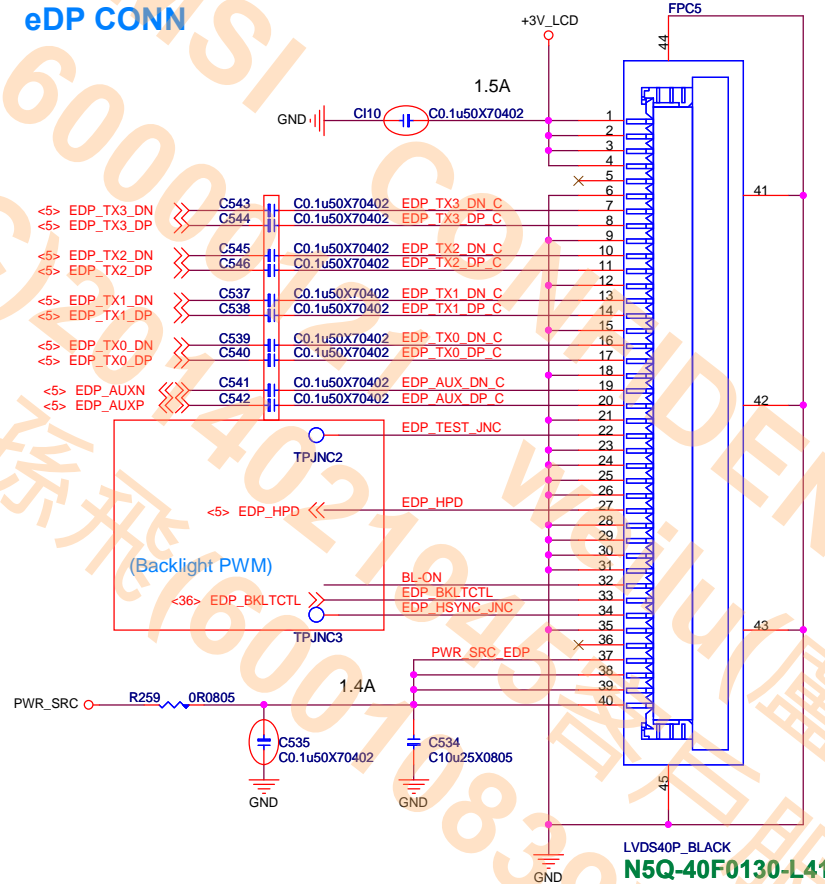 eDP CONN
FPC5
+3V_LCD
44
1.5A
GND
CI10
C0.1u50X70402
1
2
3
4
5
6
41
<5> EDP_TX3_DN
C543
C0.1u50X70402
EDP_TX3_DN_C
7
<5> EDP_TX3_DP
C544
C0.1u50X70402
EDP_TX3_DP_C
8
9
<5> EDP_TX2_DN
C545
C0.1u50X70402
EDP_TX2_DN_C
10
<5> EDP_TX2_DP
C546
C0.1u50X70402
EDP_TX2_DP_C
11
12
<5> EDP_TX1_DN
C537
C0.1u50X70402
EDP_TX1_DN_C
13
<5> EDP_TX1_DP
C538
C0.1u50X70402
EDP_TX1_DP_C
14
15
<5> EDP_TX0_DN
C539
C0.1u50X70402
EDP_TX0_DN_C
16
<5> EDP_TX0_DP
C540
C0.1u50X70402
EDP_TX0_DP_C
17
18
<5> EDP_AUXN
C541
C0.1u50X70402
EDP_AUX_DN_C
19
<5> EDP_AUXP
C542
C0.1u50X70402
EDP_AUX_DP_C
20
42
21
EDP_TEST_JNC
22
TPJNC2
23
24
25
26
<5> EDP_HPD
EDP_HPD
27
28
29
30
31
(Backlight PWM)
BL-ON
32
<36> EDP_BKLTCTL
EDP_BKLTCTL
33
EDP_HSYNC_JNC
34
TPJNC3
35
43
36
PWR_SRC_EDP
37
38
1.4A
39
PWR_SRC
R259
0R0805
40
C535
C0.1u50X70402
C534
C10u25X0805
GND
GND
45
GND
LVDS40P_BLACK
N5Q-40F0130-L41
MSI
CONFIDEN
weilu(盧
孫飛(600010839